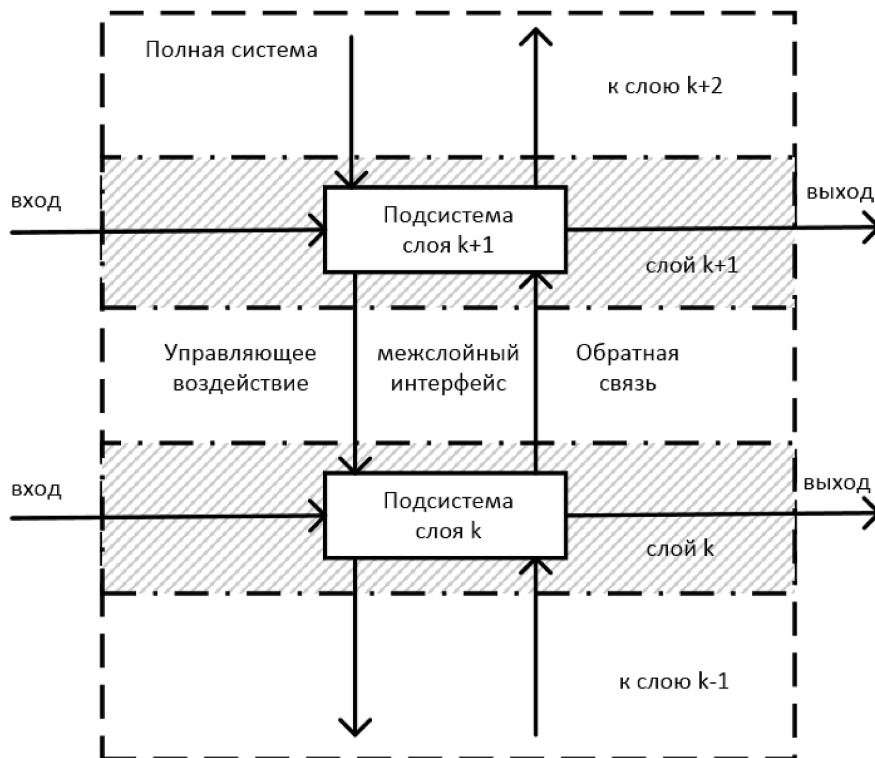 Полная система
к слою k+2
вход
выход
Подсистема
слоя k+1
слой k+1
Управляющее
воздействие
межслойный
интерфейс
Обратная
связь
вход
выход
Подсистема
слоя k
слой k
к слою k-1